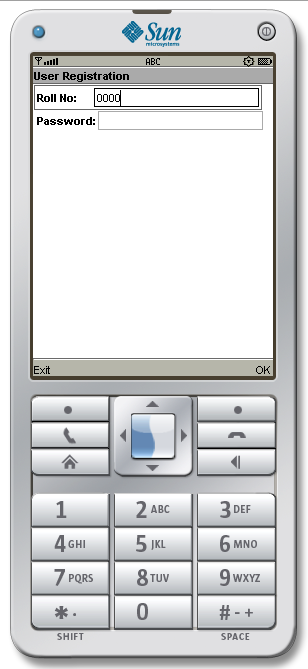 Sun
microsystems
ABC
User Registration
Roll No: 0000
Password:
Exit OK
1 2 ABC 3 DEF
4 GHI 5 JKL 6 MNO
7 PQRS 8 TUV 9 WXYZ
* . 0 # - +
SHIFT SPACE